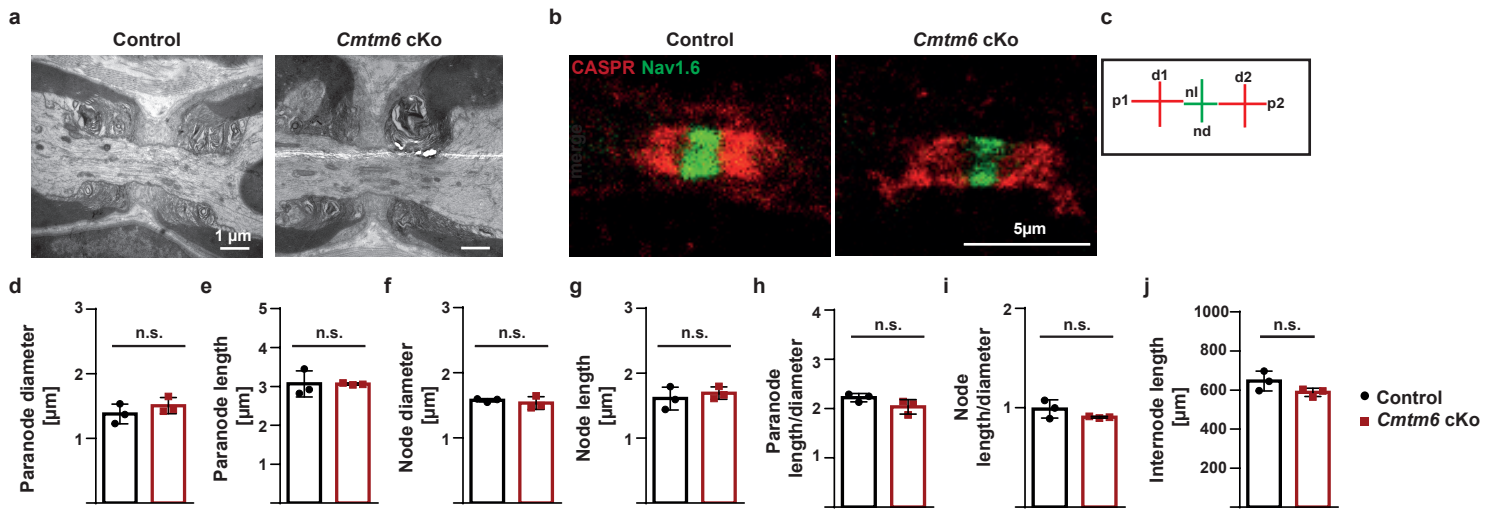 a
Control
Cmtm6 cKo
1 µm
b
Control
Cmtm6 cKo
CASPR Nav1.6
merge
5µm
c
d1
d2
p1
nl
p2
nd
d
Paranode diameter
[µm]
3
2
1
n.s.
e
Paranode length
[µm]
5
4
3
2
1
n.s.
f
Node diameter
[µm]
3
2
1
n.s.
g
Node length
[µm]
3
2
1
n.s.
h
Paranode
length/diameter
4
3
2
1
n.s.
i
Node
length/diameter
2
1
n.s.
j
Internode length
[µm]
1000
800
600
400
200
n.s.
Control
Cmtm6 cKo